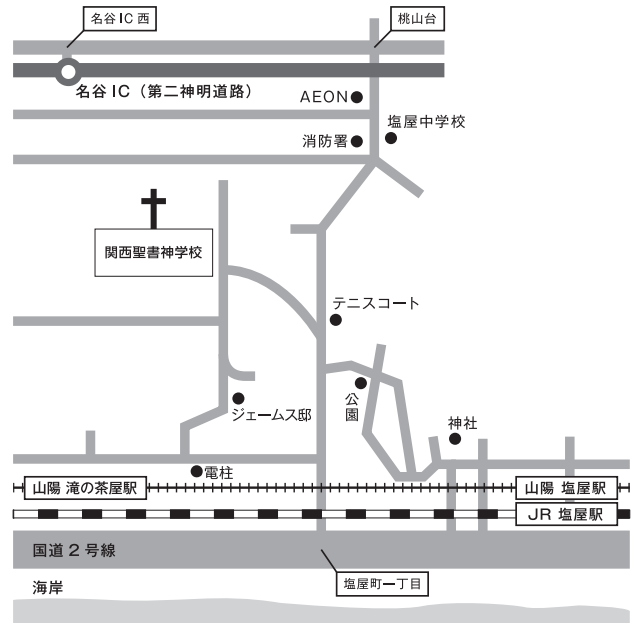 名谷IC西
桃山台
名谷IC（第二神明道路）
AEON
塩屋中学校
消防署
関西聖書神学校
テニスコート
公園
ジェームス邸
神社
電柱
山陽 滝の茶屋駅
山陽 塩屋駅
JR 塩屋駅
国道2号線
海岸
塩屋町一丁目